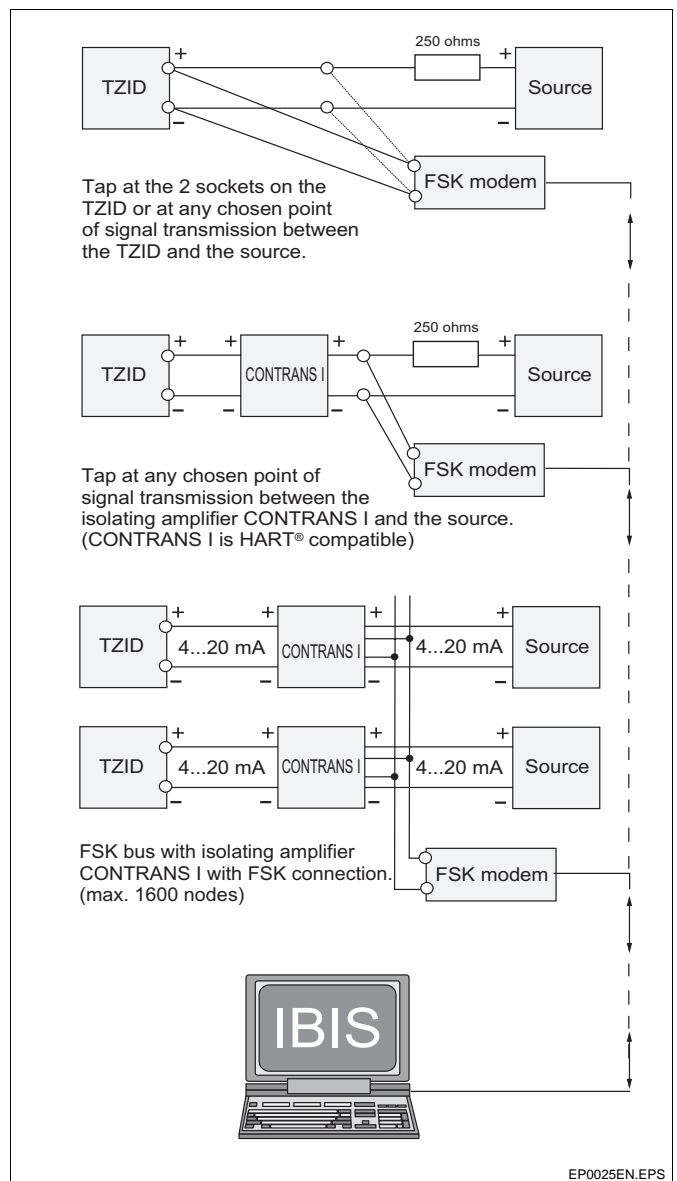 250 ohms
+ +
TZID Source
– –
FSK modem
Tap at the 2 sockets on the
TZID or at any chosen point
of signal transmission between
the TZID and the source.
250 ohms
+ + + +
TZID CONTRANS I Source
– – – –
FSK modem
Tap at any chosen point of
signal transmission between the
isolating amplifier CONTRANS I and the source.
(CONTRANS I is HART® compatible)
+ + + +
TZID 4...20 mA CONTRANS I 4...20 mA Source
– – – –
+ + + +
TZID 4...20 mA CONTRANS I 4...20 mA Source
– – – –
FSK bus with isolating amplifier
CONTRANS I with FSK connection.
(max. 1600 nodes)
FSK modem
IBIS
EP0025EN.EPS